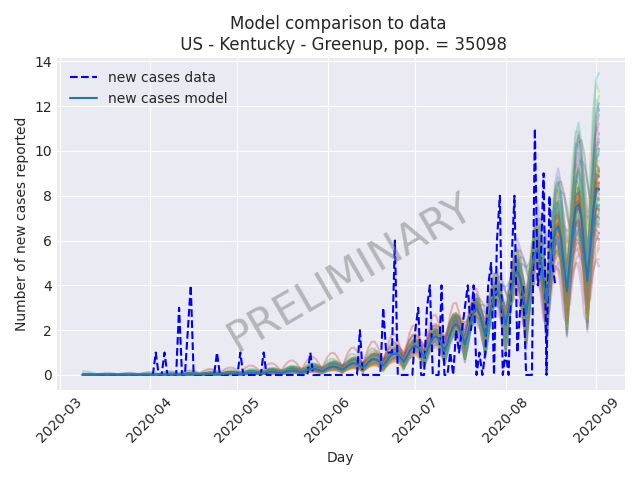 Model comparison to data
US - Kentucky - Greenup, pop. = 35098
14
12
10
8
6
4
2
0
Number of new cases reported
new cases data
new cases model
PRELIMINARY
2020-03
2020-04
2020-05
2020-06
2020-07
2020-08
2020-09
Day